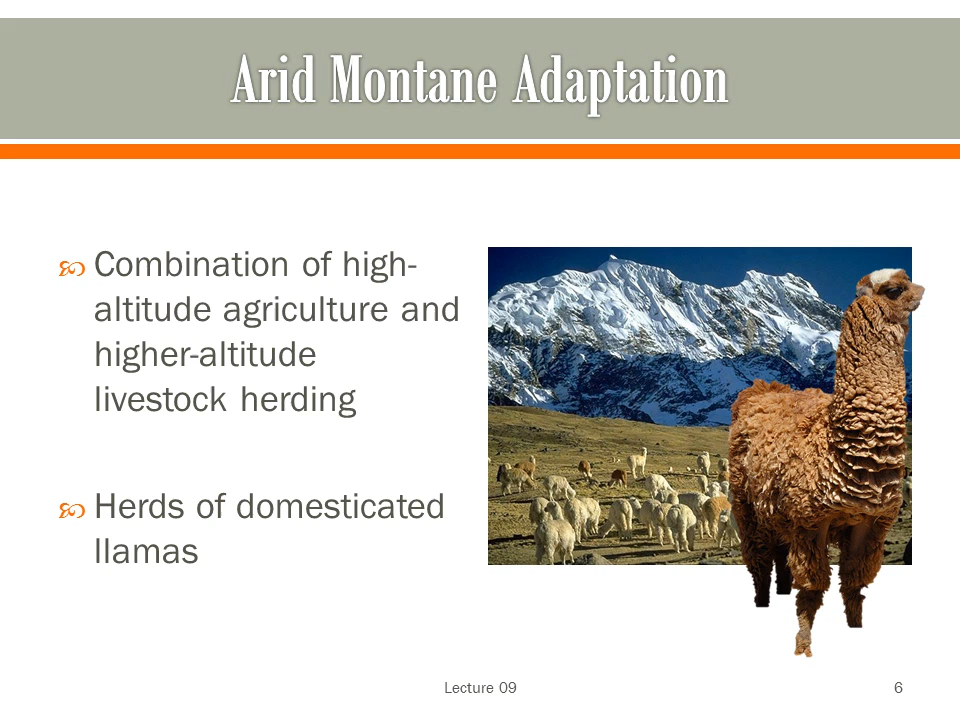 Arid Montane Adaptation
Combination of high-
altitude agriculture and
higher-altitude
livestock herding
Herds of domesticated
llamas
Lecture 09
6